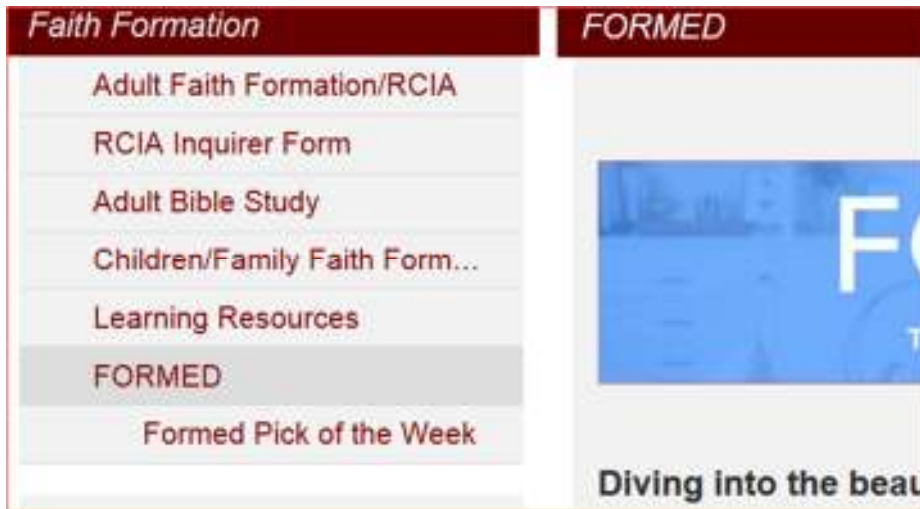 Faith Formation
Adult Faith Formation/RCIA
RCIA Inquirer Form
Adult Bible Study
Children/Family Faith Form...
Learning Resources
FORMED
Formed Pick of the Week
FORMED
F
T
Diving into the beau